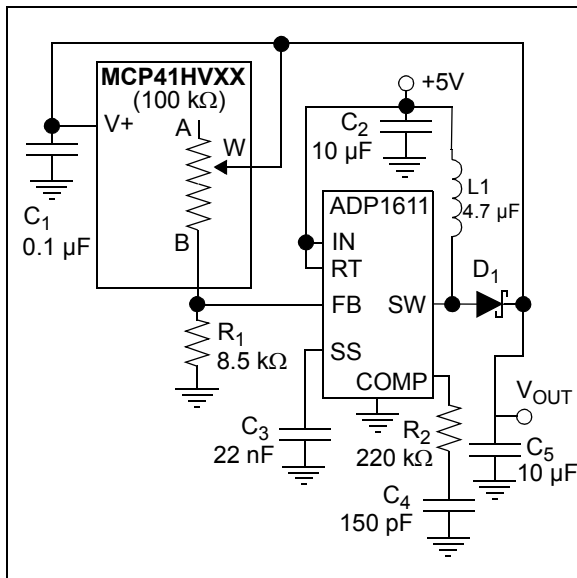 MCP41HVXX
(100 kΩ)
+5V
V+
A
W
C2
10 µF
L1
4.7 µF
ADP1611
C1
0.1 µF
B
IN
RT
D1
FB
SW
R1
8.5 kΩ
SS
COMP
VOUT
C3
22 nF
R2
220 kΩ
C5
10 µF
C4
150 pF